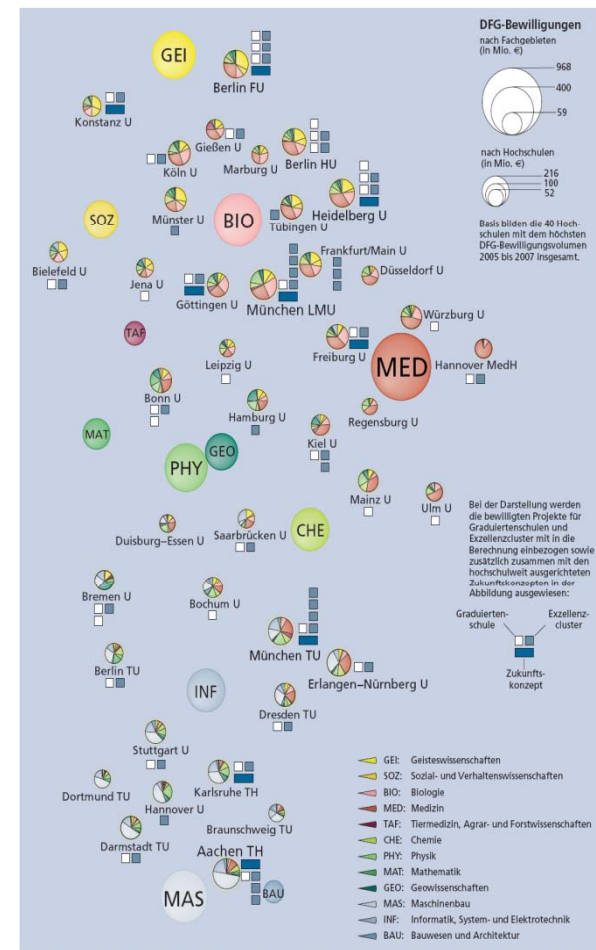 DFG-Bewilligungen
nach Fachgebieten
(in Mio. €)
968
400
59
nach Hochschulen
(in Mio. €)
216
100
52
Basis bilden die 40 Hoch-
schulen mit dem höchsten
DFG-Bewilligungsvolumen
2005 bis 2007 insgesamt.
GEI
Berlin FU
Konstanz U
Gießen U
Köln U
Marburg U
Berlin HU
SOZ
Münster U
BIO
Tübingen U
Heidelberg U
Bielefeld U
Jena U
Göttingen U
München LMU
Frankfurt/Main U
Düsseldorf U
TAF
Leipzig U
Freiburg U
MED
Würzburg U
Hannover MedH
Bonn U
Hamburg U
Regensburg U
MAT
PHY
GEO
Kiel U
Mainz U
Ulm U
Duisburg–Essen U
Saarbrücken U
CHE
Bei der Darstellung werden
die bewilligten Projekte für
Graduiertenschulen und
Exzellenzcluster mit in die
Berechnung einbezogen sowie
zusätzlich zusammen mit den
hochschulweit ausgerichteten
Zukunftskonzepten in der
Abbildung ausgewiesen:
Graduierten-
schule
Exzellenz-
cluster
Zukunfts-
konzept
Bremen U
Bochum U
München TU
Berlin TU
Erlangen–Nürnberg U
INF
Dresden TU
Stuttgart U
Dortmund TU
Karlsruhe TH
Hannover U
Braunschweig TU
Darmstadt TU
Aachen TH
MAS
BAU
GEI: Geisteswissenschaften
SOZ: Sozial- und Verhaltenswissenschaften
BIO: Biologie
MED: Medizin
TAF: Tiermedizin, Agrar- und Forstwissenschaften
CHE: Chemie
PHY: Physik
MAT: Mathematik
GEO: Geowissenschaften
MAS: Maschinenbau
INF: Informatik, System- und Elektrotechnik
BAU: Bauwesen und Architektur